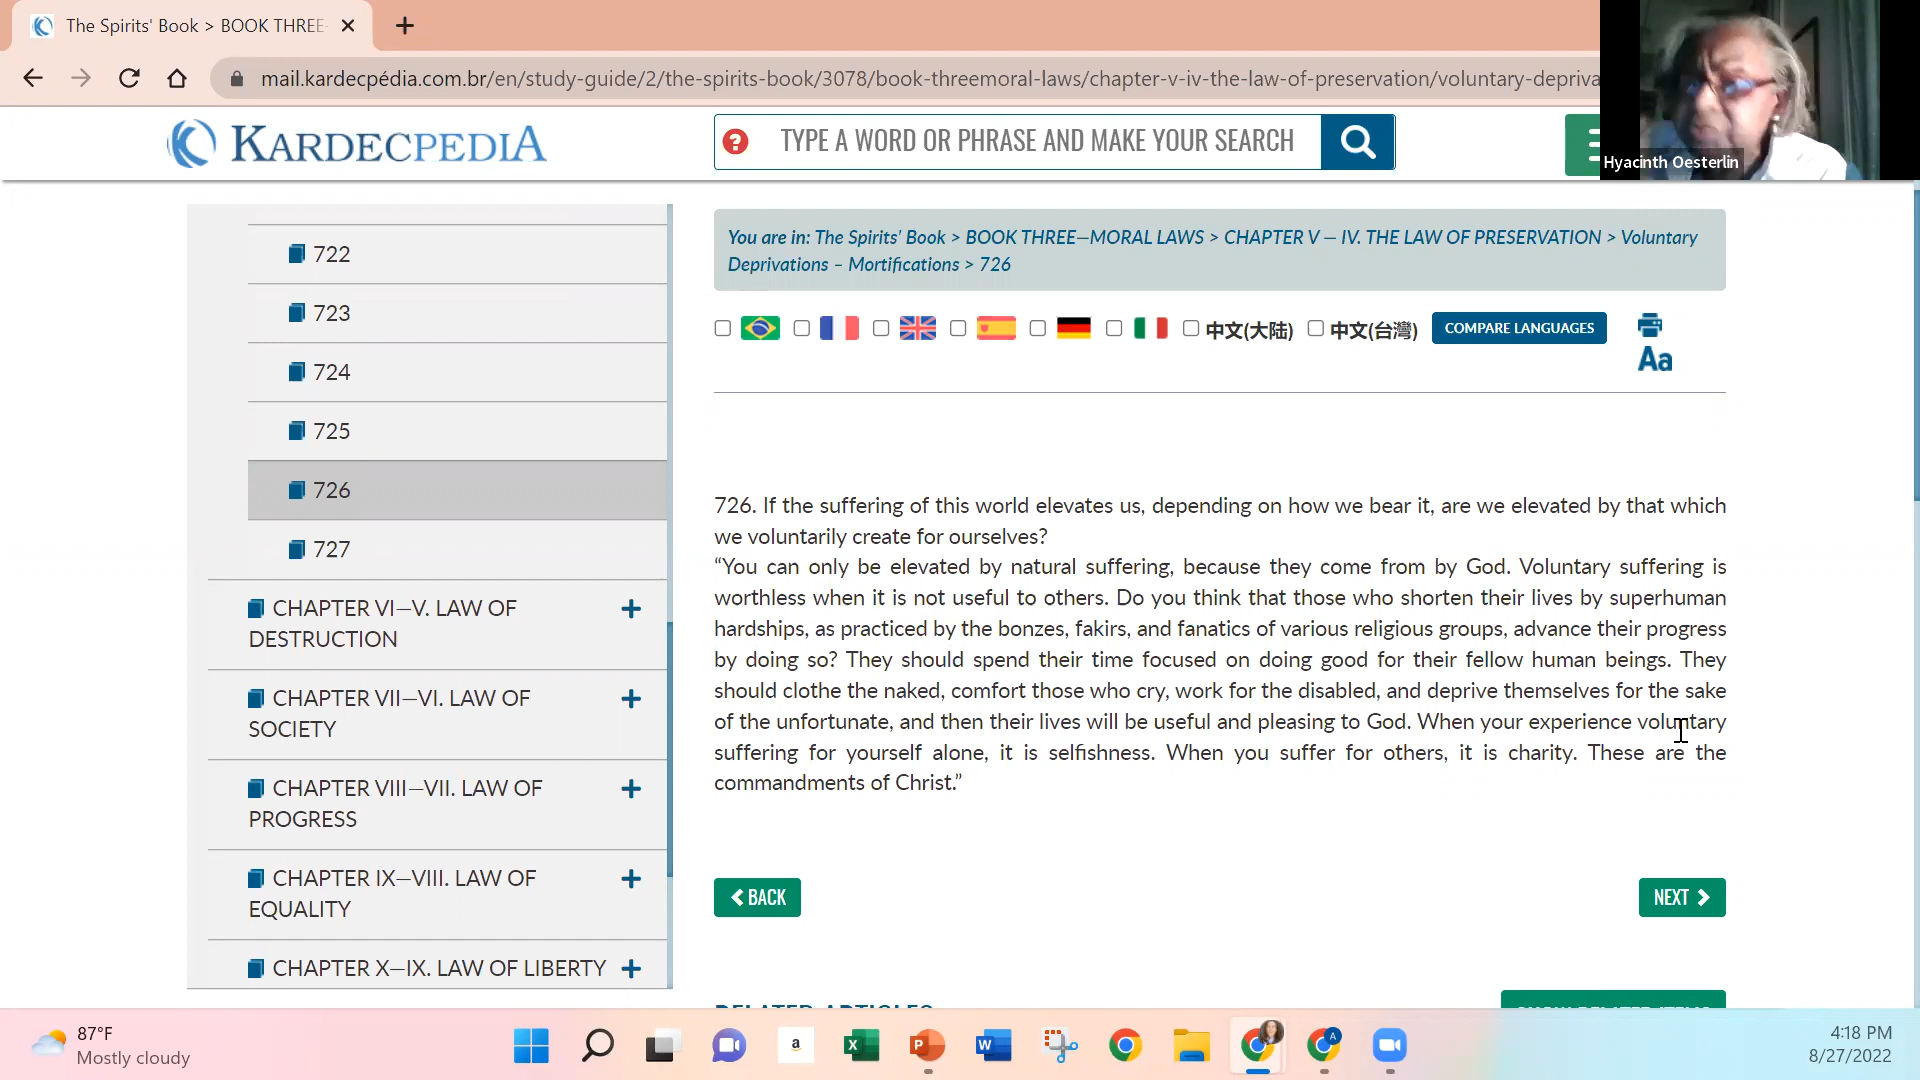 The Spirits' Book > BOOK THREE-
mail.kardecpédia.com.br/en/study-guide/2/the-spirits-book/3078/book-threemoral-laws/chapter-v-iv-the-law-of-preservation/voluntary-depriva
KARDECPEDIA
TYPE A WORD OR PHRASE AND MAKE YOUR SEARCH
Hyacinth Oesterlin
722
723
724
725
726
727
CHAPTER VI—V. LAW OF
DESTRUCTION
CHAPTER VII—VI. LAW OF
SOCIETY
CHAPTER VIII—VII. LAW OF
PROGRESS
CHAPTER IX—VIII. LAW OF
EQUALITY
CHAPTER X—IX. LAW OF LIBERTY
You are in: The Spirits' Book > BOOK THREE—MORAL LAWS > CHAPTER V — IV. THE LAW OF PRESERVATION > Voluntary
Deprivations – Mortifications > 726
中文(大陆) 中文(台灣) COMPARE LANGUAGES
Aa
726. If the suffering of this world elevates us, depending on how we bear it, are we elevated by that which
we voluntarily create for ourselves?
“You can only be elevated by natural suffering, because they come from by God. Voluntary suffering is
worthless when it is not useful to others. Do you think that those who shorten their lives by superhuman
hardships, as practiced by the bonzes, fakirs, and fanatics of various religious groups, advance their progress
by doing so? They should spend their time focused on doing good for their fellow human beings. They
should clothe the naked, comfort those who cry, work for the disabled, and deprive themselves for the sake
of the unfortunate, and then their lives will be useful and pleasing to God. When your experience voluntary
suffering for yourself alone, it is selfishness. When you suffer for others, it is charity. These are the
commandments of Christ.”
BACK
NEXT
RELATED ARTICLES
SHOW RELATED ITEMS
87°F
Mostly cloudy
4:18 PM
8/27/2022